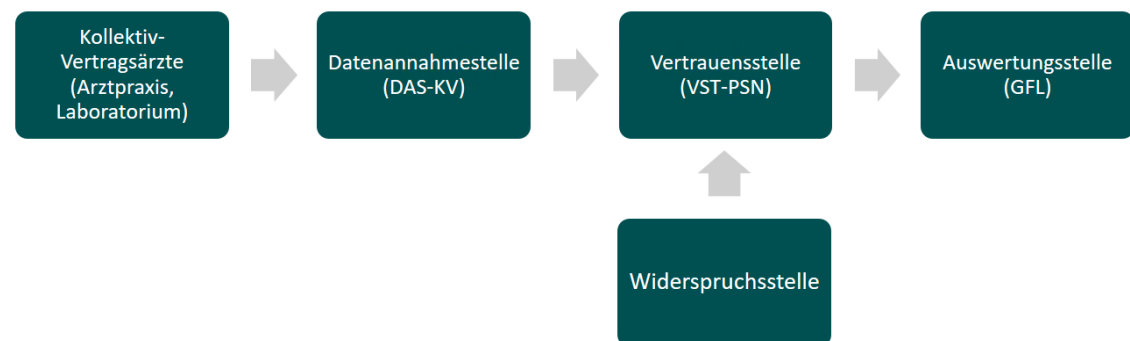 Kollektiv-
Vertragsärzte
(Arztpraxis,
Laboratorium)
Datenannahmestelle
(DAS-KV)
Vertrauensstelle
(VST-PSN)
Auswertungsstelle
(GFL)
Widerspruchsstelle